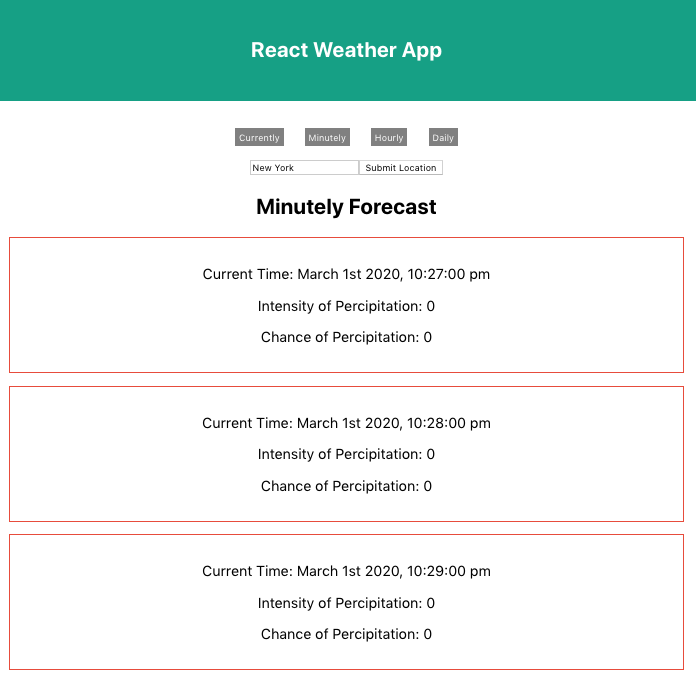 React Weather App
Currently Minutely Hourly Daily
New York Submit Location
Minutely Forecast
Current Time: March 1st 2020, 10:27:00 pm
Intensity of Percipitation: 0
Chance of Percipitation: 0
Current Time: March 1st 2020, 10:28:00 pm
Intensity of Percipitation: 0
Chance of Percipitation: 0
Current Time: March 1st 2020, 10:29:00 pm
Intensity of Percipitation: 0
Chance of Percipitation: 0